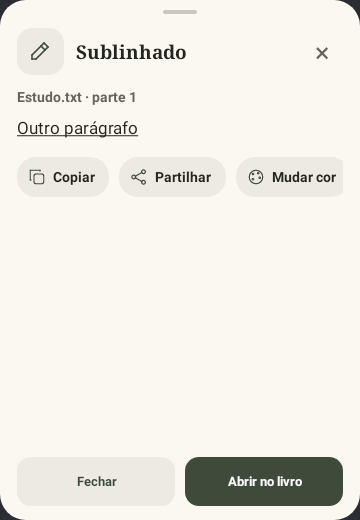 Sublinhado
Estudo.txt · parte 1
Outro parágrafo
Copiar Partilhar Mudar cor
Fechar Abrir no livro